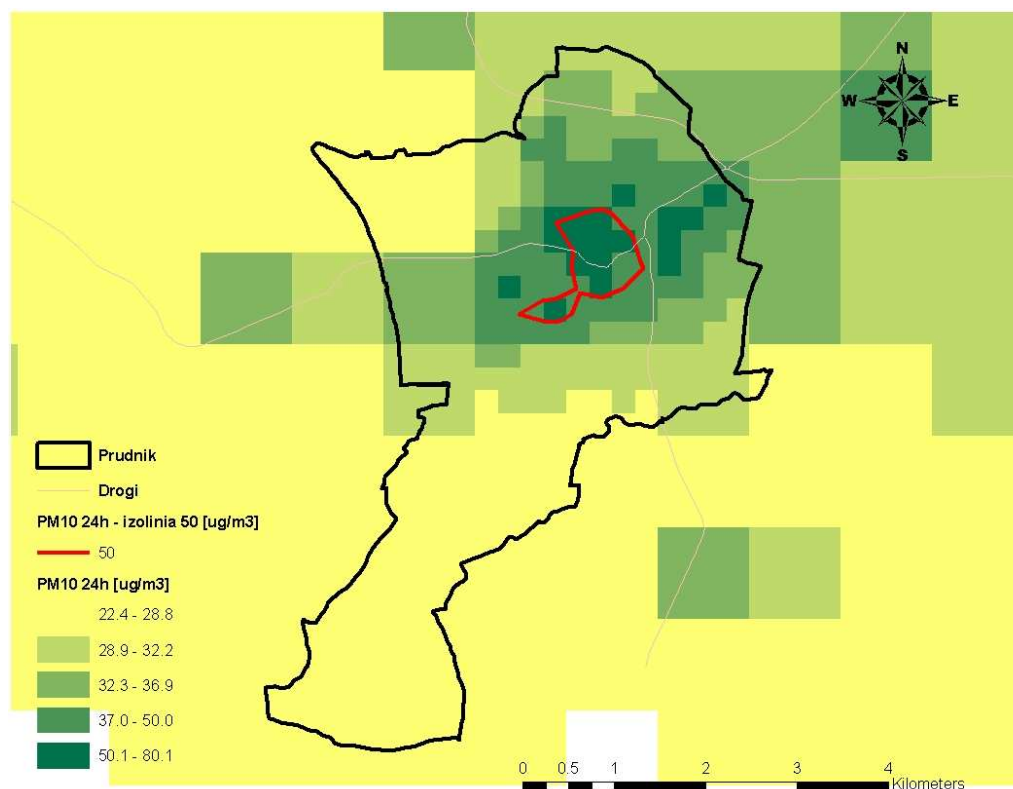 N
W E
S
Prudnik
Drogi
PM10 24h - izolinia 50 [ug/m3]
50
PM10 24h [ug/m3]
22.4 - 28.8
28.9 - 32.2
32.3 - 36.9
37.0 - 50.0
50.1 - 80.1
0 0.5 1 2 3 4
Kilometers